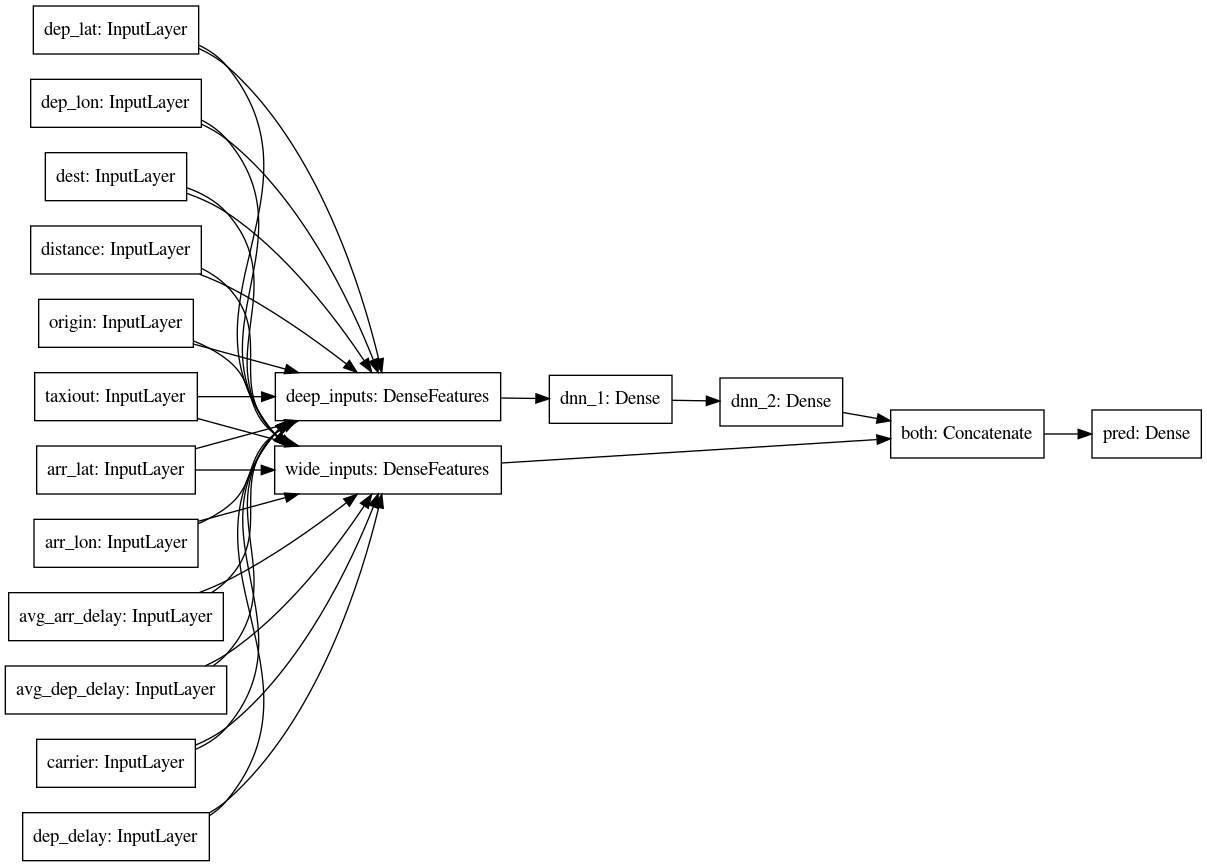 dep_lat: InputLayer
dep_lon: InputLayer
dest: InputLayer
distance: InputLayer
origin: InputLayer
taxiout: InputLayer
arr_lat: InputLayer
arr_lon: InputLayer
avg_arr_delay: InputLayer
avg_dep_delay: InputLayer
carrier: InputLayer
dep_delay: InputLayer
deep_inputs: DenseFeatures
wide_inputs: DenseFeatures
dnn_1: Dense
dnn_2: Dense
both: Concatenate
pred: Dense